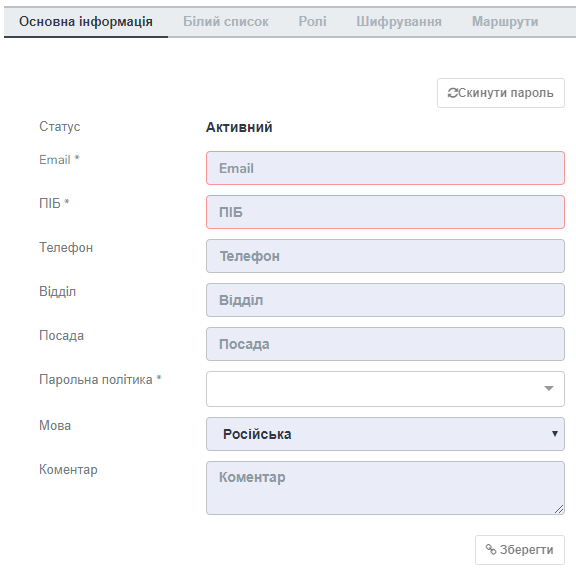 Основна інформація Білий список Ролі Шифрування Маршрути
Скинути пароль
Статус Активний
Email * Email
ПІБ * ПІБ
Телефон Телефон
Відділ Відділ
Посада Посада
Парольна політика *
Мова Російська
Коментар Коментар
Зберегти